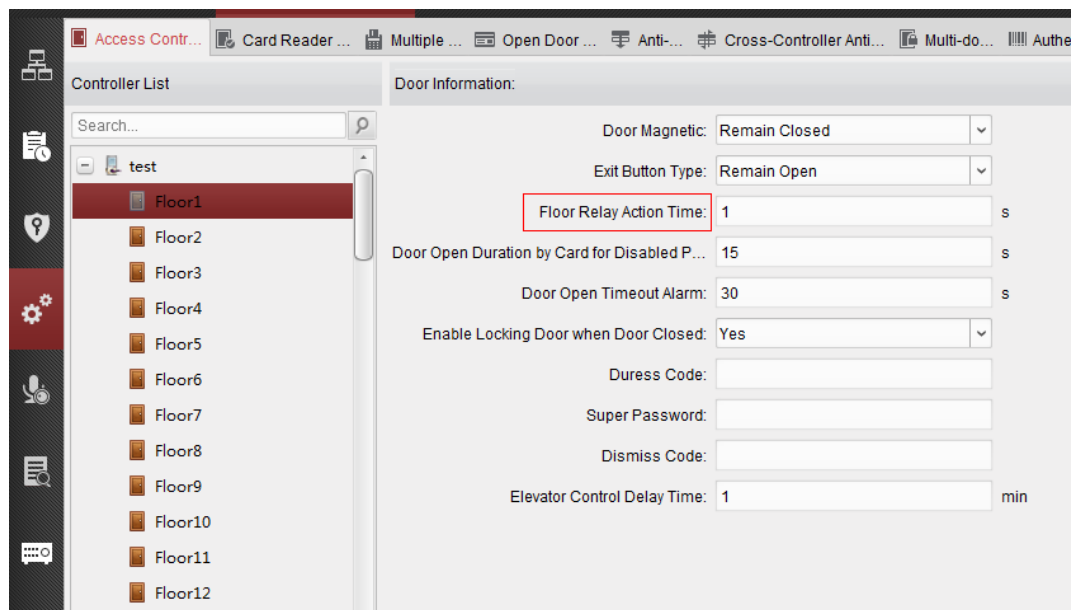 Access Contr... Card Reader ... Multiple ... Open Door ... Anti-... Cross-Controller Anti... Multi-do... Authe
Controller List
Search...
test
Floor1
Floor2
Floor3
Floor4
Floor5
Floor6
Floor7
Floor8
Floor9
Floor10
Floor11
Floor12
Door Information:
Door Magnetic: Remain Closed
Exit Button Type: Remain Open
Floor Relay Action Time: 1 s
Door Open Duration by Card for Disabled P... 15 s
Door Open Timeout Alarm: 30 s
Enable Locking Door when Door Closed: Yes
Duress Code:
Super Password:
Dismiss Code:
Elevator Control Delay Time: 1 min